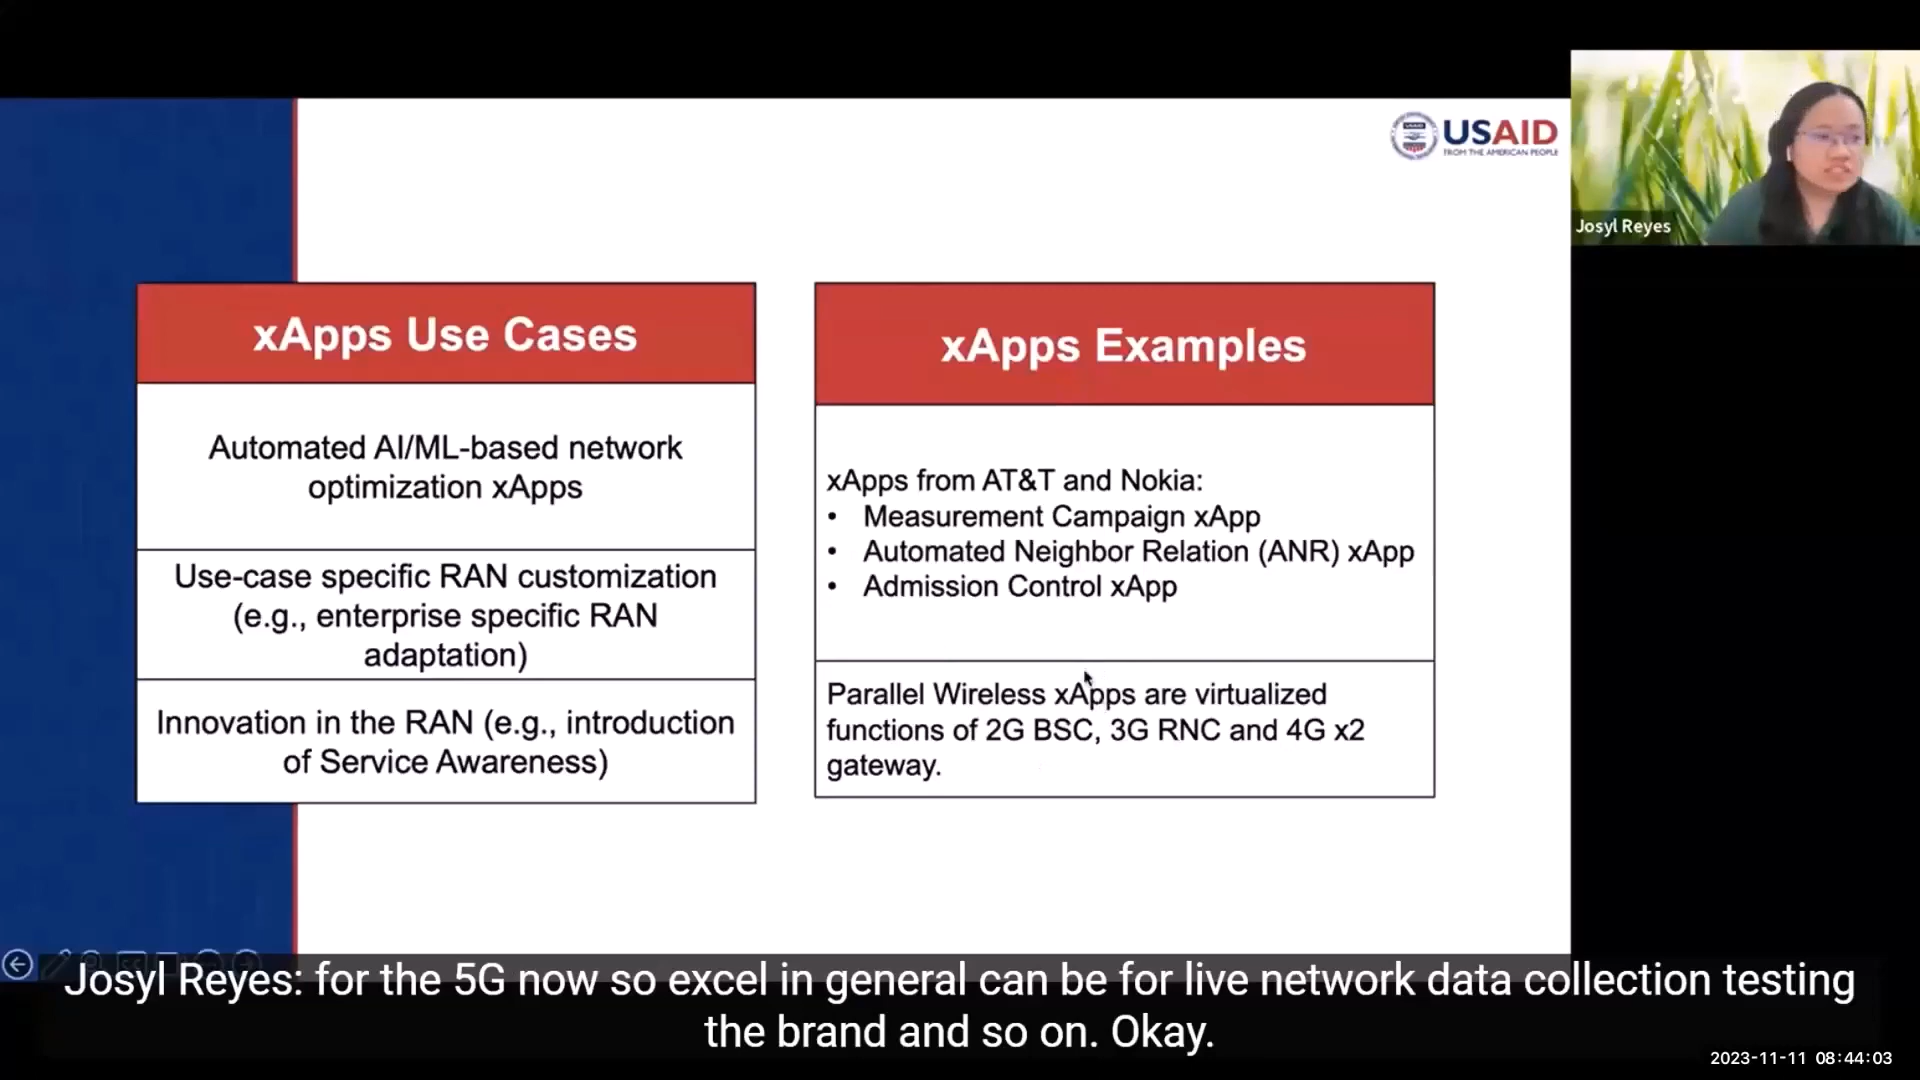 USAID
FROM THE AMERICAN PEOPLE
Josyl Reyes
xApps Use Cases
Automated AI/ML-based network
optimization xApps
Use-case specific RAN customization
(e.g., enterprise specific RAN
adaptation)
Innovation in the RAN (e.g., introduction
of Service Awareness)
xApps Examples
xApps from AT&T and Nokia:
• Measurement Campaign xApp
• Automated Neighbor Relation (ANR) xApp
• Admission Control xApp
Parallel Wireless xApps are virtualized
functions of 2G BSC, 3G RNC and 4G x2
gateway.
Josyl Reyes: for the 5G now so excel in general can be for live network data collection testing
the brand and so on. Okay.
2023-11-11 08:44:03